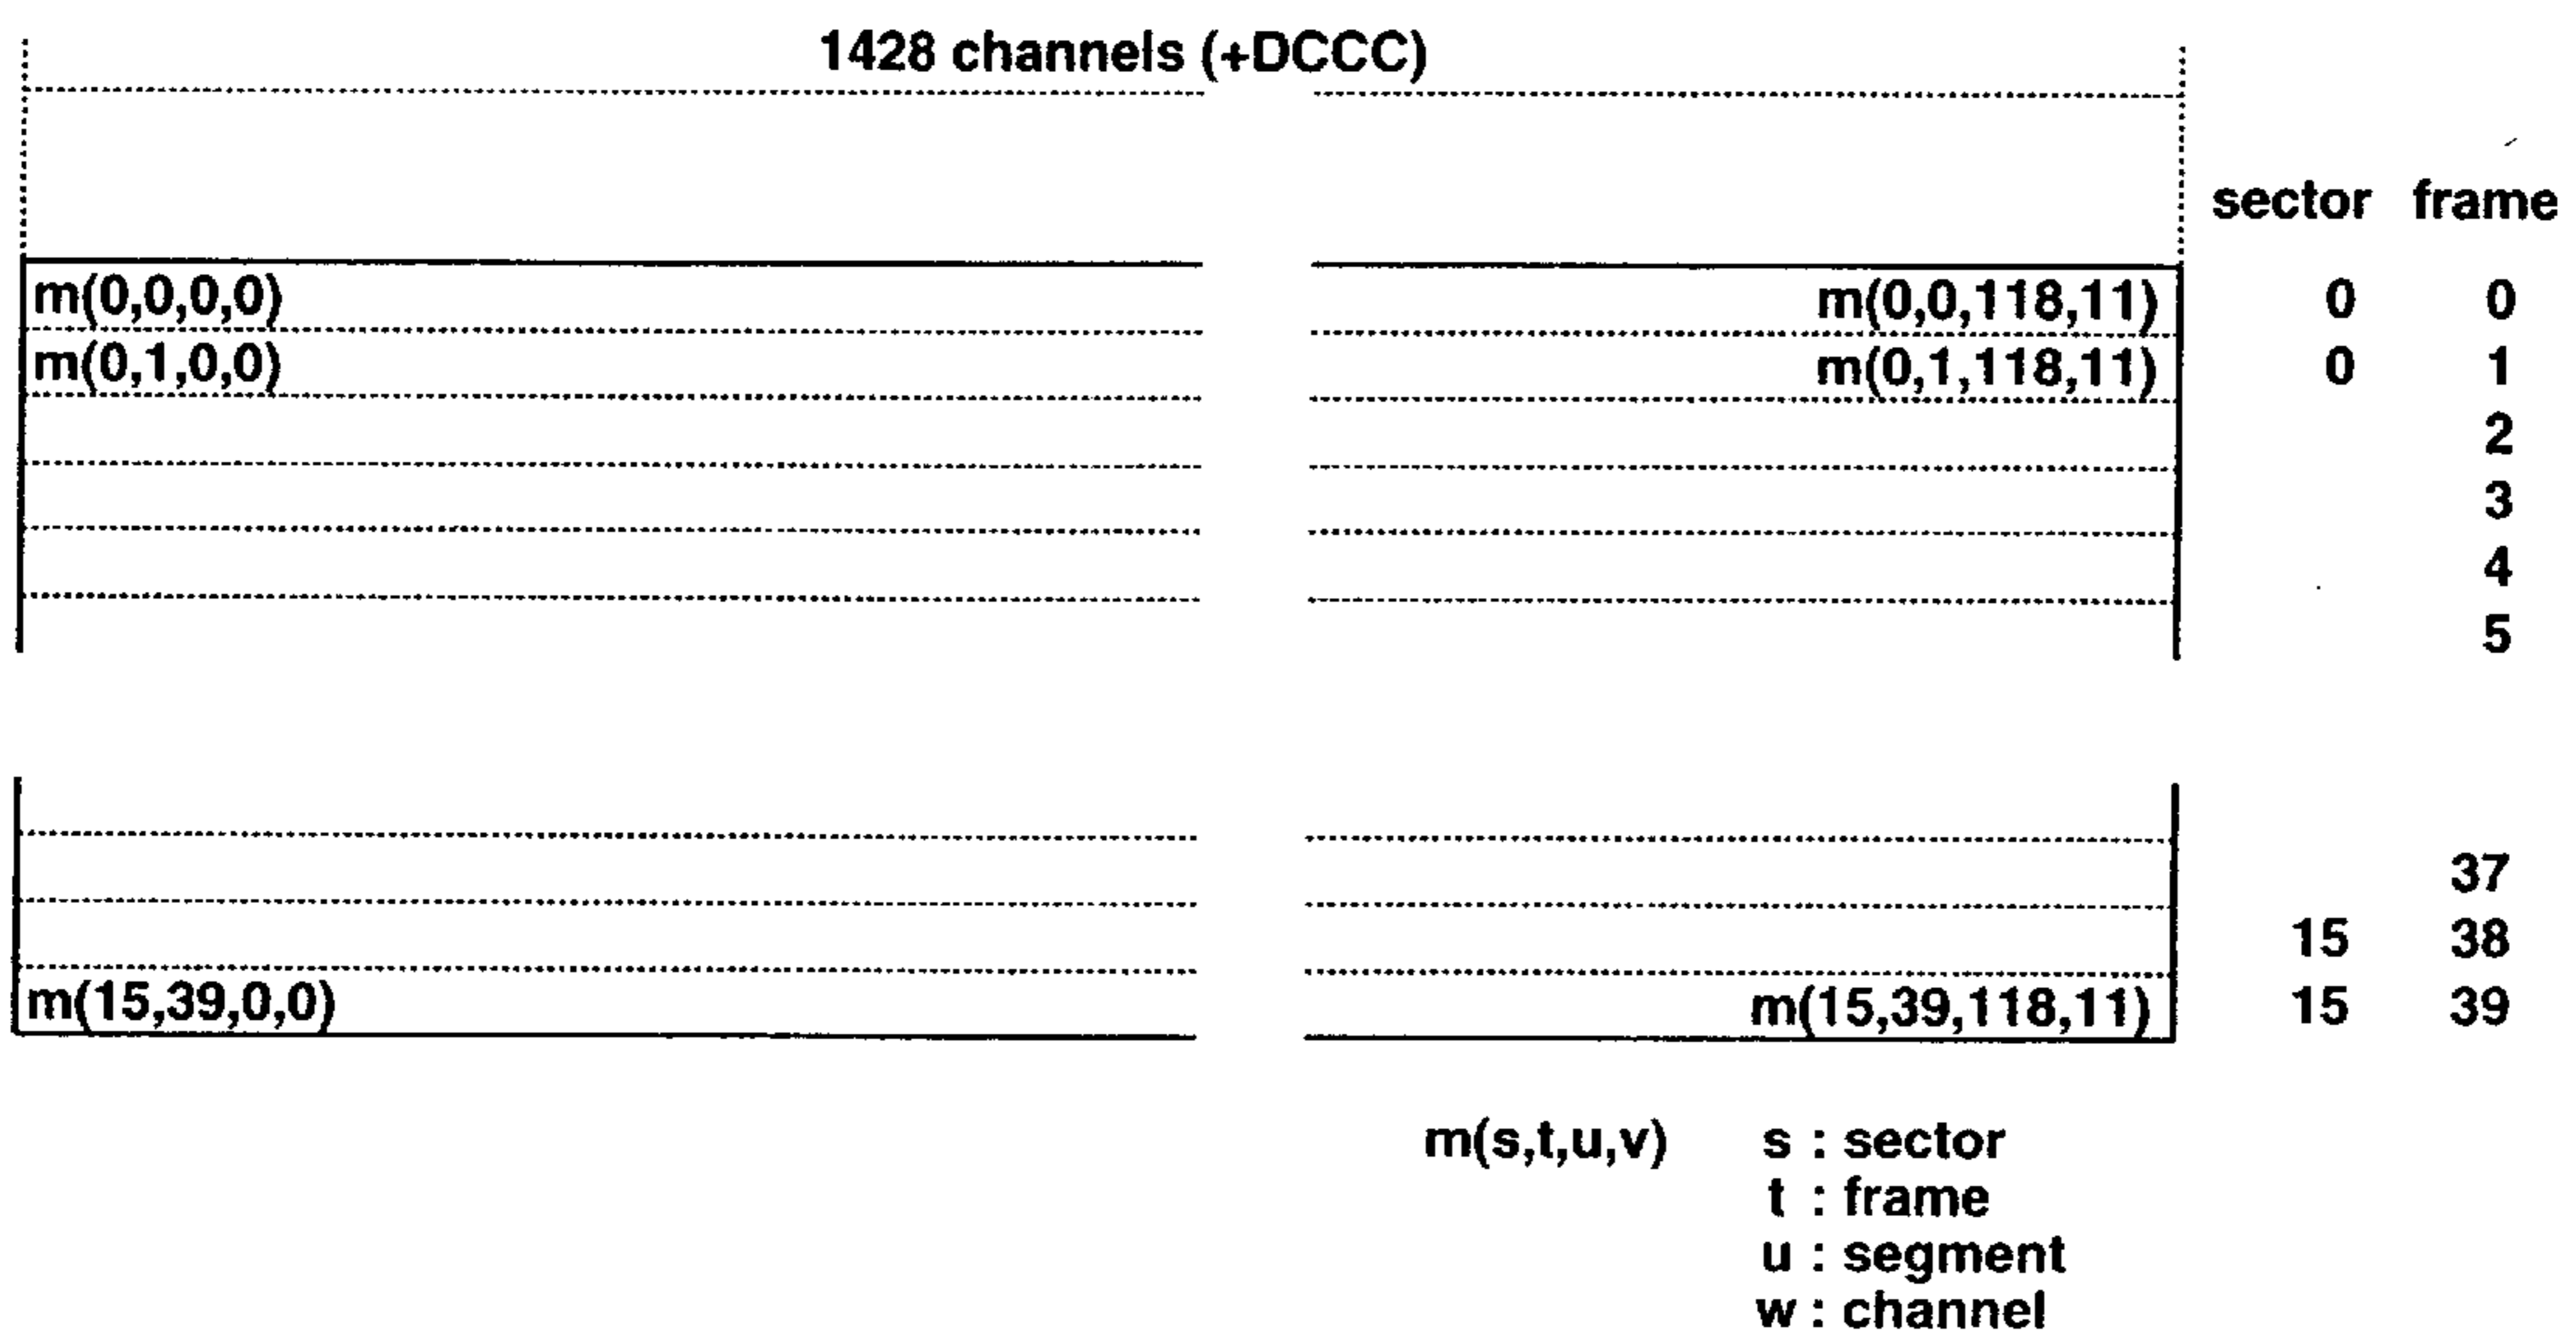 1428 channels (+DCCC)
sector frame
m(0,0,0,0) m(0,0,118,11) 0 0
m(0,1,0,0) m(0,1,118,11) 0 1
2
3
4
5
37
15 38
m(15,39,0,0) m(15,39,118,11) 15 39
m(s,t,u,v) s : sector
t : frame
u : segment
w : channel